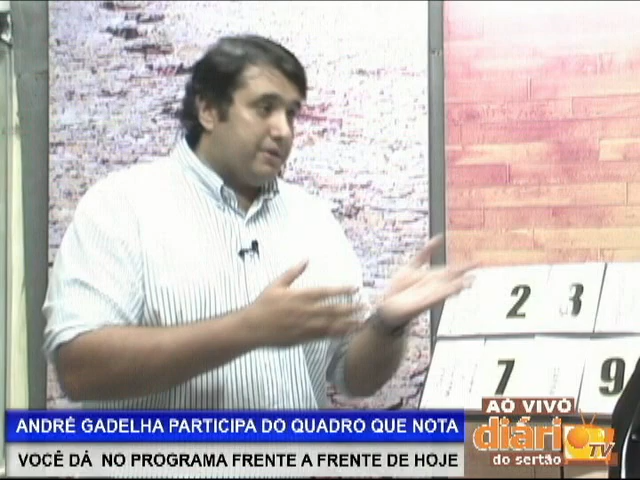 2 3
7 9
AO VIVO
ANDRÉ GADELHA PARTICIPA DO QUADRO QUE NOTA
diário
TV
VOCÊ DÁ NO PROGRAMA FRENTE A FRENTE DE HOJE
do sertão